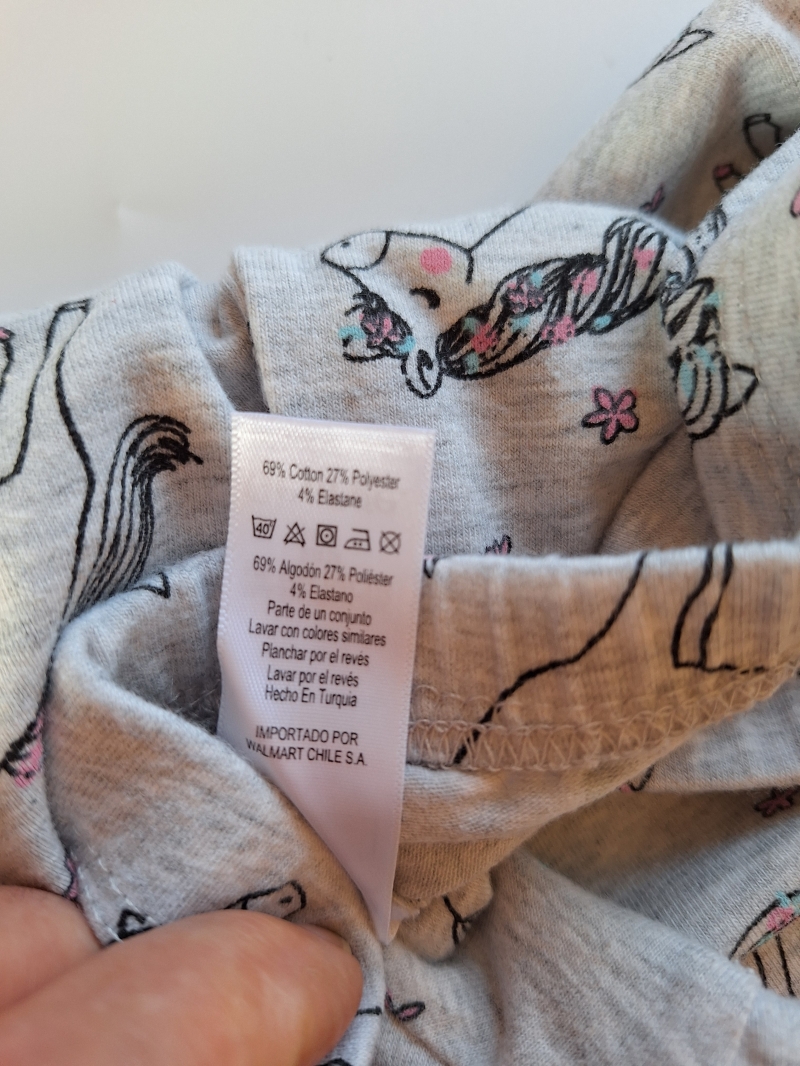 69% Cotton 27% Polyester
4% Elastane
40
69% Algodón 27% Poliéster
4% Elastano
Parte de un conjunto
Lavar con colores similares
Planchar por el revés
Lavar por el revés
Hecho En Turquia
IMPORTADO POR
WALMART CHILE S.A.